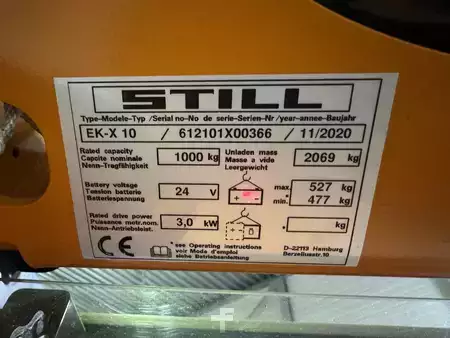 STILL
Type-Modele-Typ /Serial no-No de serie-Serien-Nr /year-annee-Baujahr
EK-X 10 / 612101X00366 / 11/2020
Rated capacity
Capcite nominale
Nenn-Tragfähigkeit
1000 kg
Unladen mass
Masse a vide
Leergewicht
2069 kg
Battery voltage
Tension batterie
Batteriespannung
24 V
max. 527 kg
* min. 477 kg
Rated drive power
Puissance motr.nom.
Nenn-Antriebsleist.
3,0 kW
* kg
CE
* see Operating instructions
voir Mode d'emploi
siehe Betriebsanleitung
D-22113 Hamburg
Berzeliusstr.10